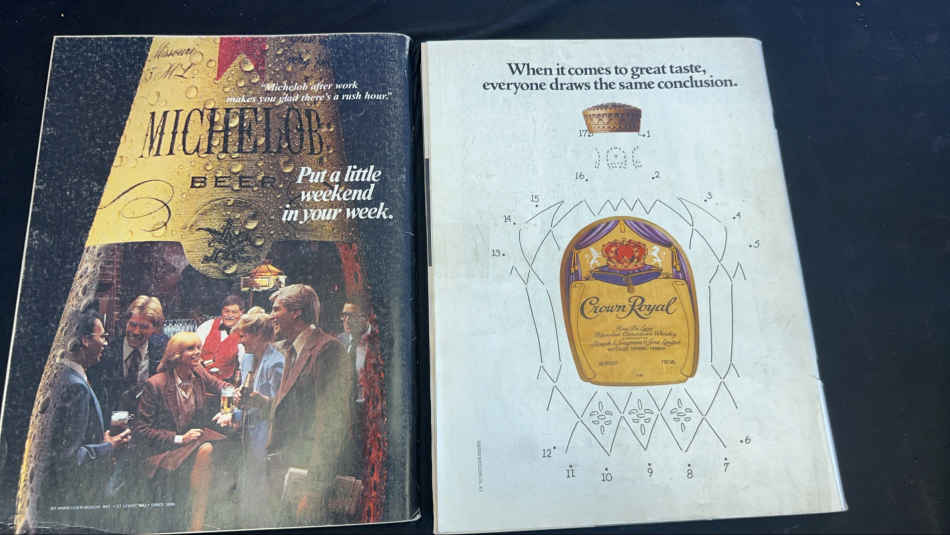 Missouri
"Michelob after work
makes you glad there's a rush hour."
MICHELOB
BEER
Put a little
weekend
in your week.
When it comes to great taste,
everyone draws the same conclusion.
17
1
16
2
15
3
14
4
13
5
Crown Royal
12
6
11
10
9
8
7